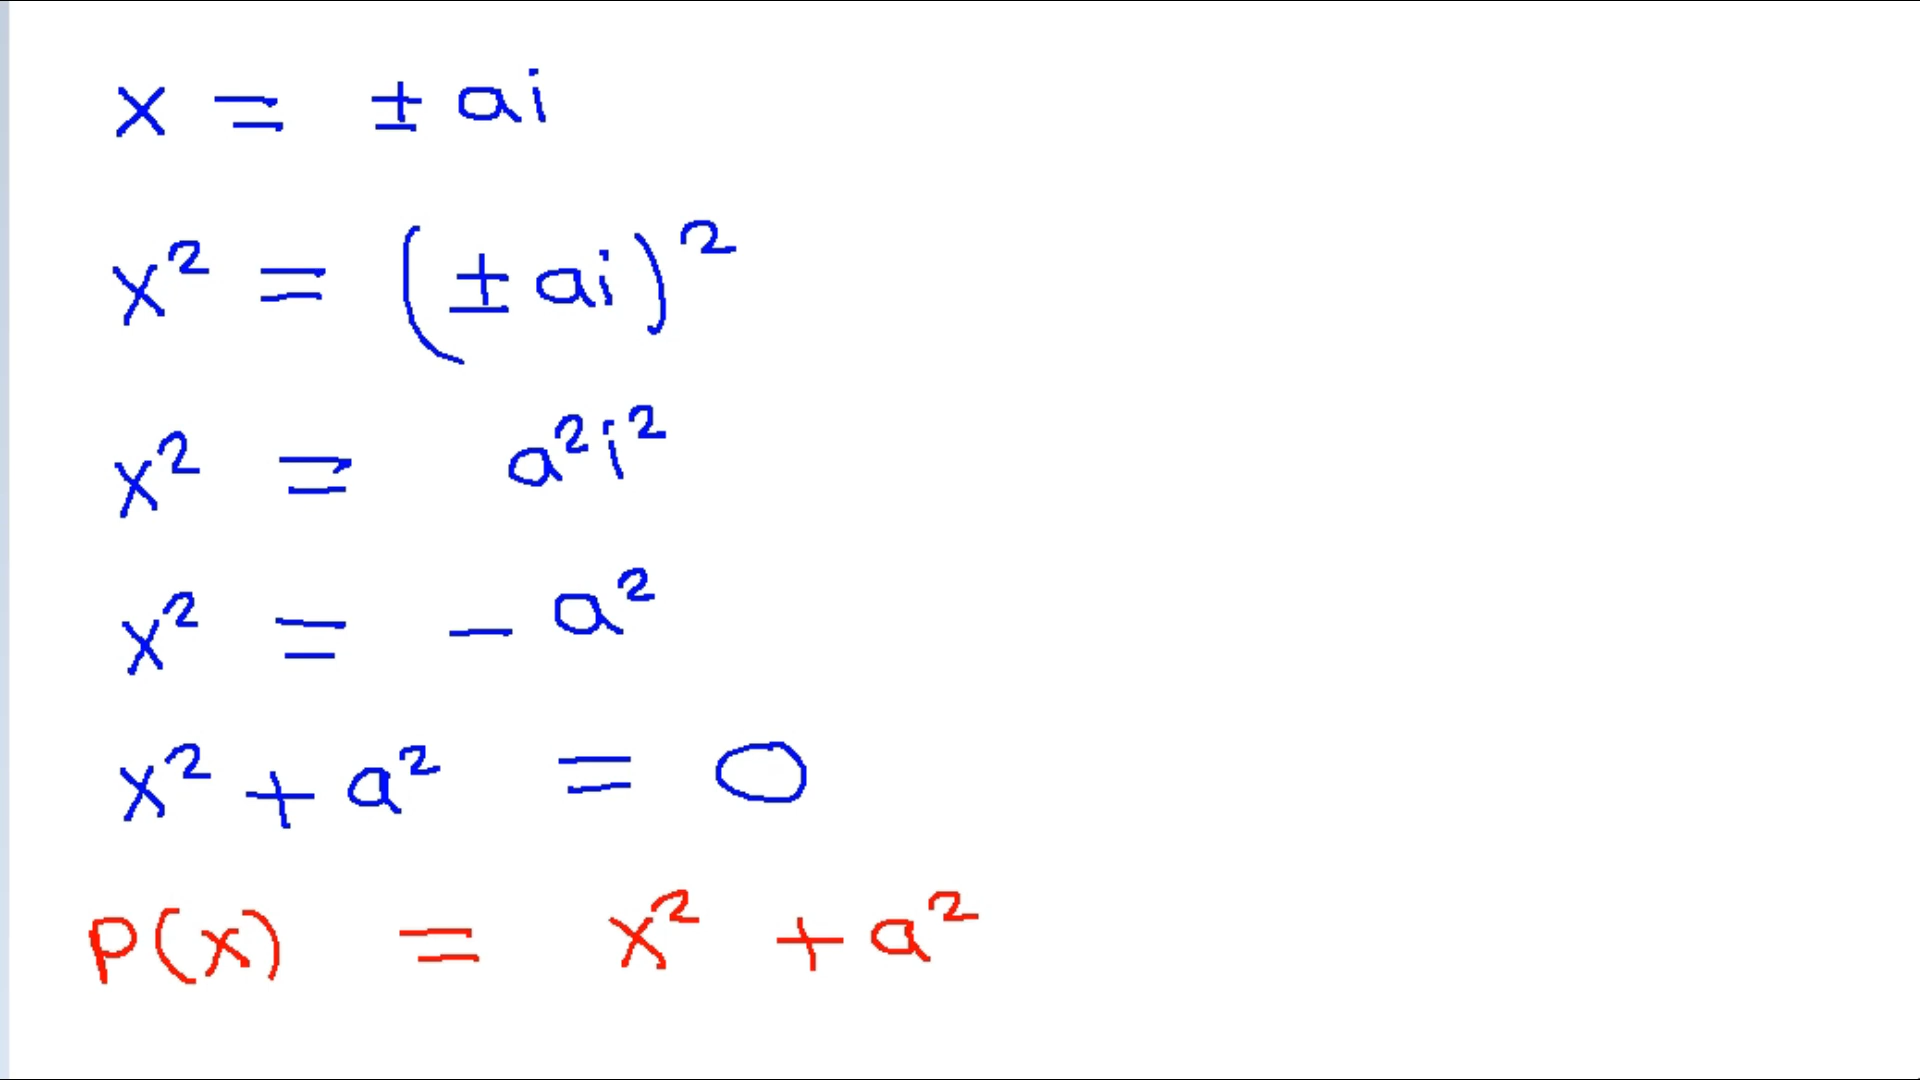 x = ± ai
x² = (± ai)²
x² = a²i²
x² = - a²
x² + a² = 0
P(x) = x² + a²